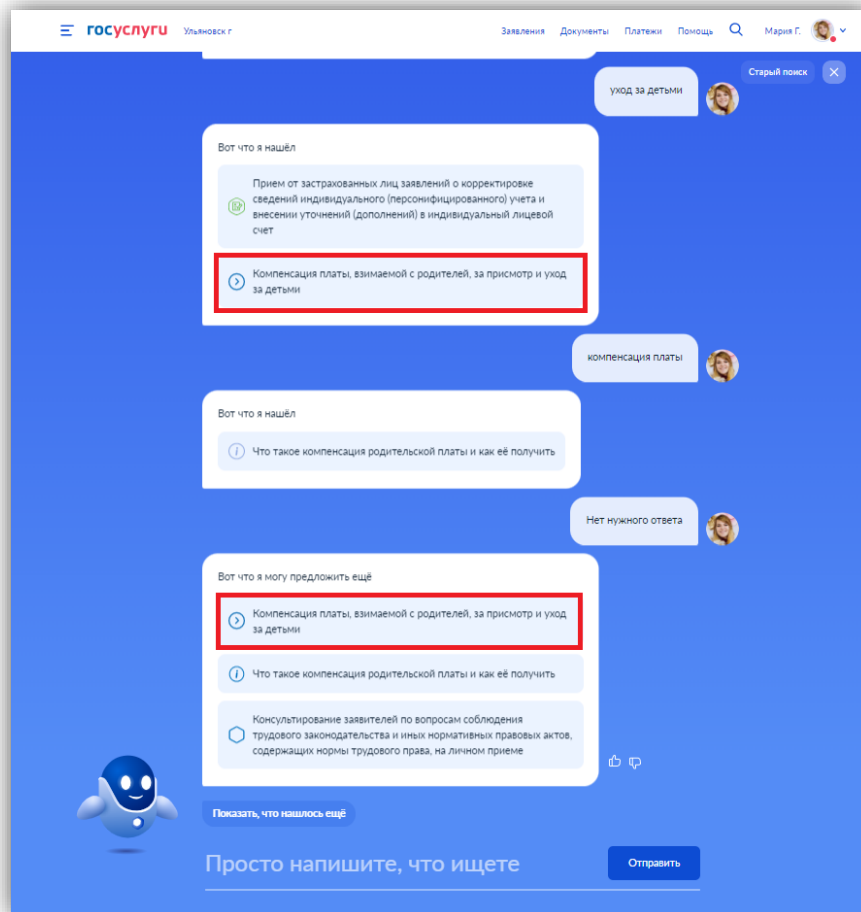 госуслуги Ульяновск г Заявления Документы Платежи Помощь Мария Г.
Старый поиск
уход за детьми
Вот что я нашёл
Прием от застрахованных лиц заявлений о корректировке
сведений индивидуального (персонифицированного) учета и
внесении уточнений (дополнений) в индивидуальный лицевой
счет
Компенсация платы, взимаемой с родителей, за присмотр и уход
за детьми
компенсация платы
Вот что я нашёл
Что такое компенсация родительской платы и как её получить
Нет нужного ответа
Вот что я могу предложить ещё
Компенсация платы, взимаемой с родителей, за присмотр и уход
за детьми
Что такое компенсация родительской платы и как её получить
Консультирование заявителей по вопросам соблюдения
трудового законодательства и иных нормативных правовых актов,
содержащих нормы трудового права, на личном приеме
Показать, что нашлось ещё
Просто напишите, что ищете
Отправить